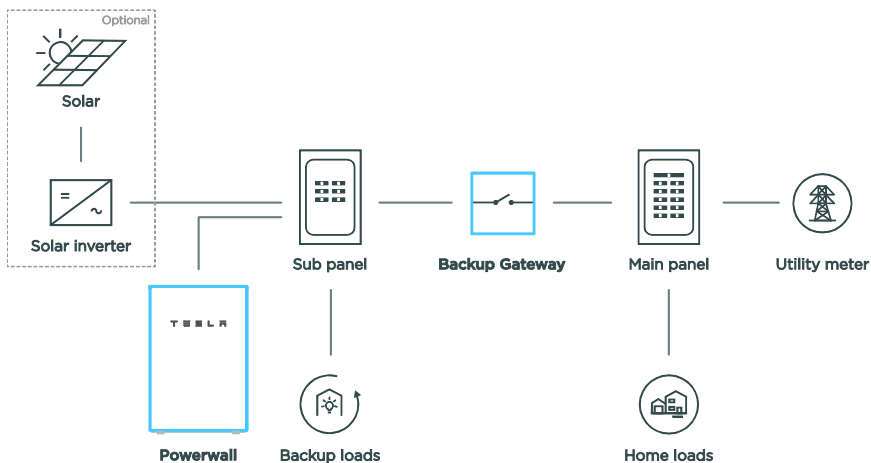 Optional
Solar
Solar inverter
Sub panel
Backup Gateway
Main panel
Utility meter
TESLA
Powerwall
Backup loads
Home loads